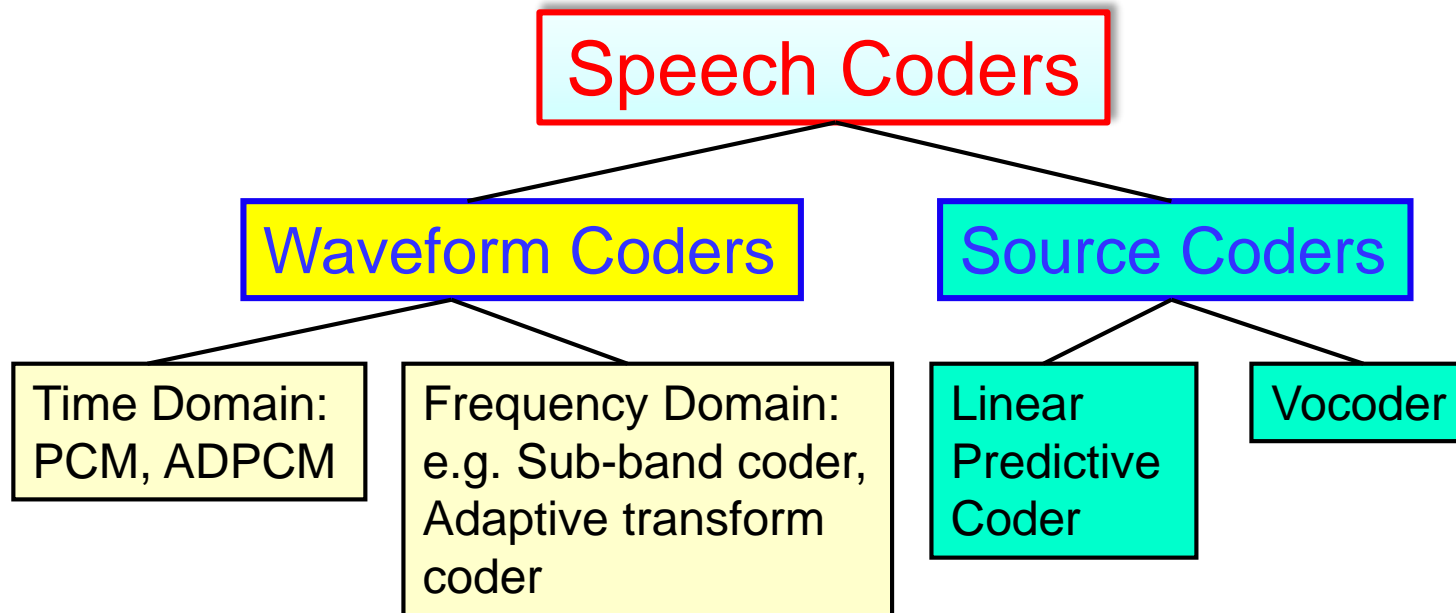 Speech Coders
Waveform Coders
Source Coders
Time Domain:
PCM, ADPCM
Frequency Domain:
e.g. Sub-band coder,
Adaptive transform
coder
Linear
Predictive
Coder
Vocoder